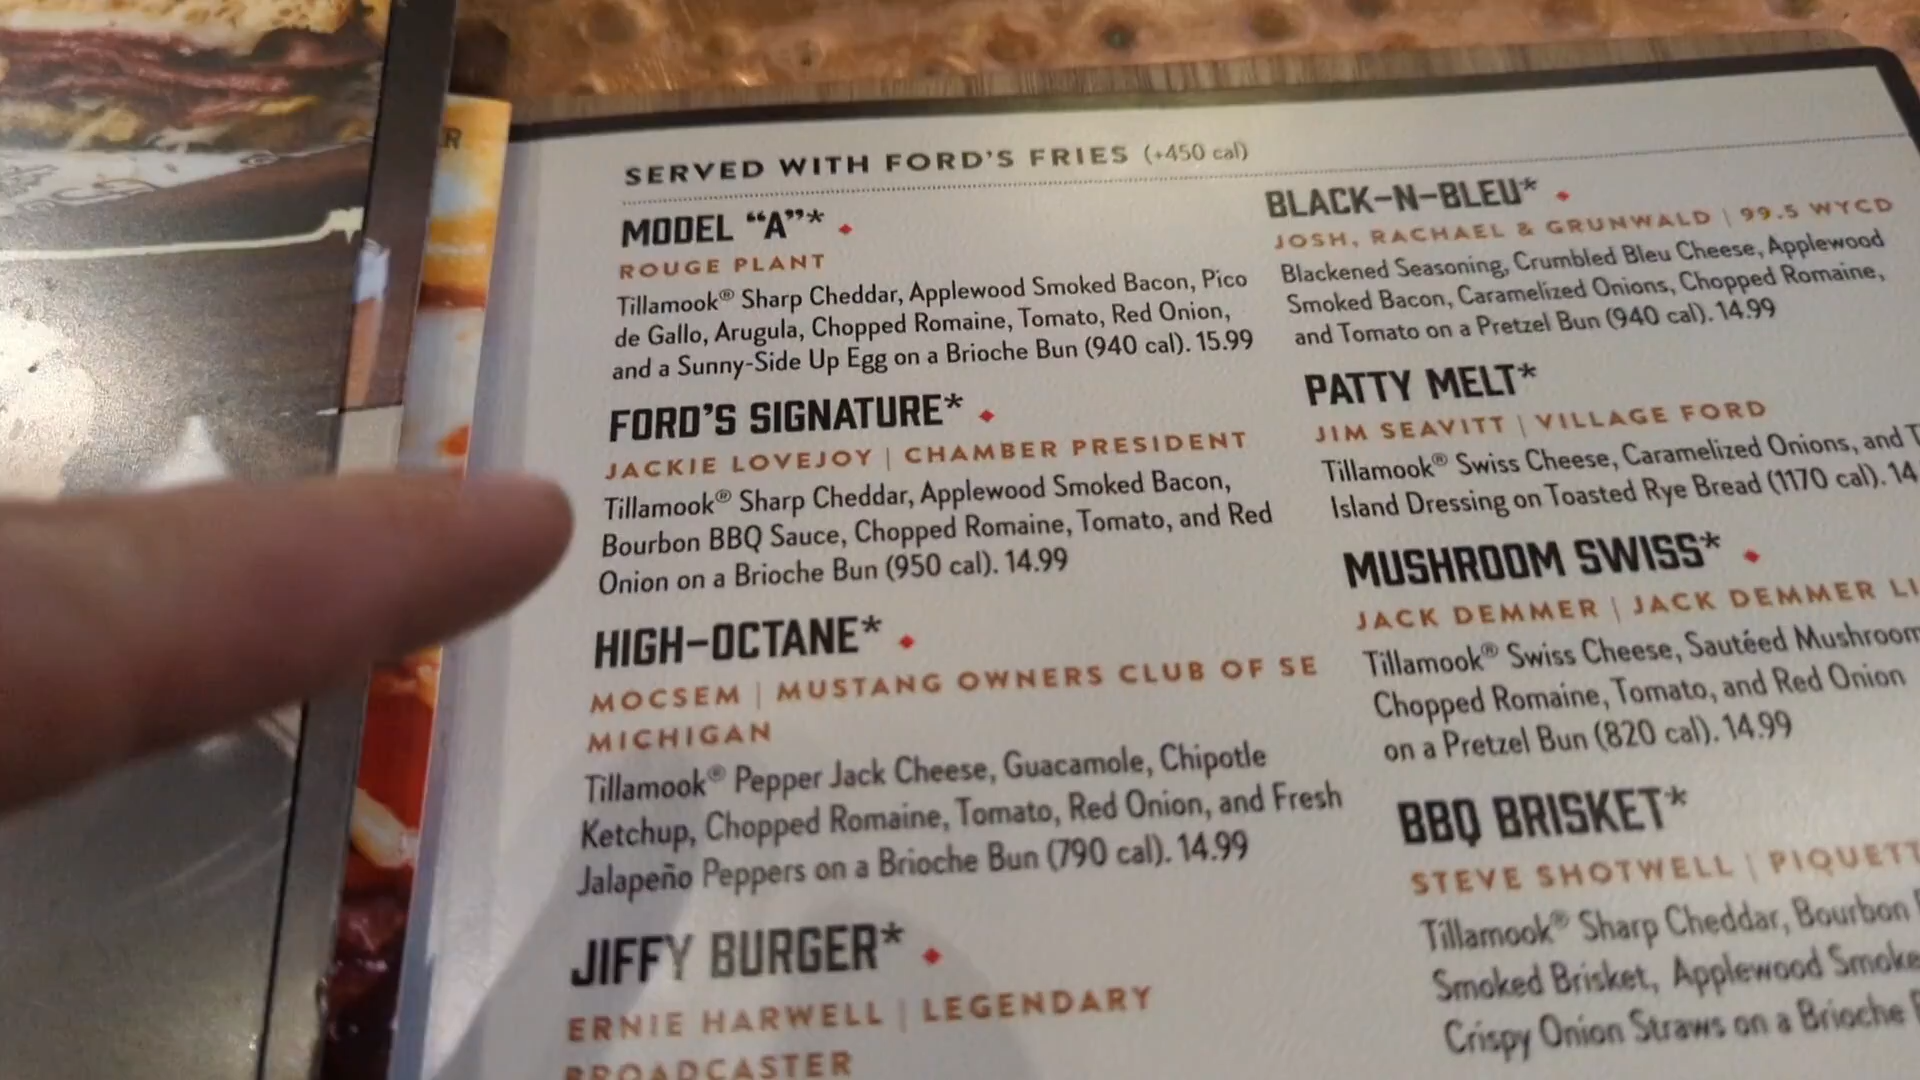 SERVED WITH FORD'S FRIES (+450 cal)
MODEL "A"*
ROUGE PLANT
Tillamook® Sharp Cheddar, Applewood Smoked Bacon, Pico
de Gallo, Arugula, Chopped Romaine, Tomato, Red Onion,
and a Sunny-Side Up Egg on a Brioche Bun (940 cal). 15.99
FORD'S SIGNATURE*
JACKIE LOVEJOY | CHAMBER PRESIDENT
Tillamook® Sharp Cheddar, Applewood Smoked Bacon,
Bourbon BBQ Sauce, Chopped Romaine, Tomato, and Red
Onion on a Brioche Bun (950 cal). 14.99
HIGH-OCTANE*
MOCSEM | MUSTANG OWNERS CLUB OF SE
MICHIGAN
Tillamook® Pepper Jack Cheese, Guacamole, Chipotle
Ketchup, Chopped Romaine, Tomato, Red Onion, and Fresh
Jalapeño Peppers on a Brioche Bun (790 cal). 14.99
JIFFY BURGER*
ERNIE HARWELL | LEGENDARY
BROADCASTER
BLACK-N-BLEU*
JOSH, RACHAEL & GRUNWALD | 99.5 WYCD
Blackened Seasoning, Crumbled Bleu Cheese, Applewood
Smoked Bacon, Caramelized Onions, Chopped Romaine,
and Tomato on a Pretzel Bun (940 cal). 14.99
PATTY MELT*
JIM SEAVITT | VILLAGE FORD
Tillamook® Swiss Cheese, Caramelized Onions, and
Island Dressing on Toasted Rye Bread (1170 cal). 14
MUSHROOM SWISS*
JACK DEMMER | JACK DEMMER LI
Tillamook® Swiss Cheese, Sautéed Mushroom
Chopped Romaine, Tomato, and Red Onion
on a Pretzel Bun (820 cal). 14.99
BBQ BRISKET*
STEVE SHOTWELL | PIQUETT
Tillamook® Sharp Cheddar, Bourbon
Smoked Brisket, Applewood Smoke
Crispy Onion Straws on a Brioche